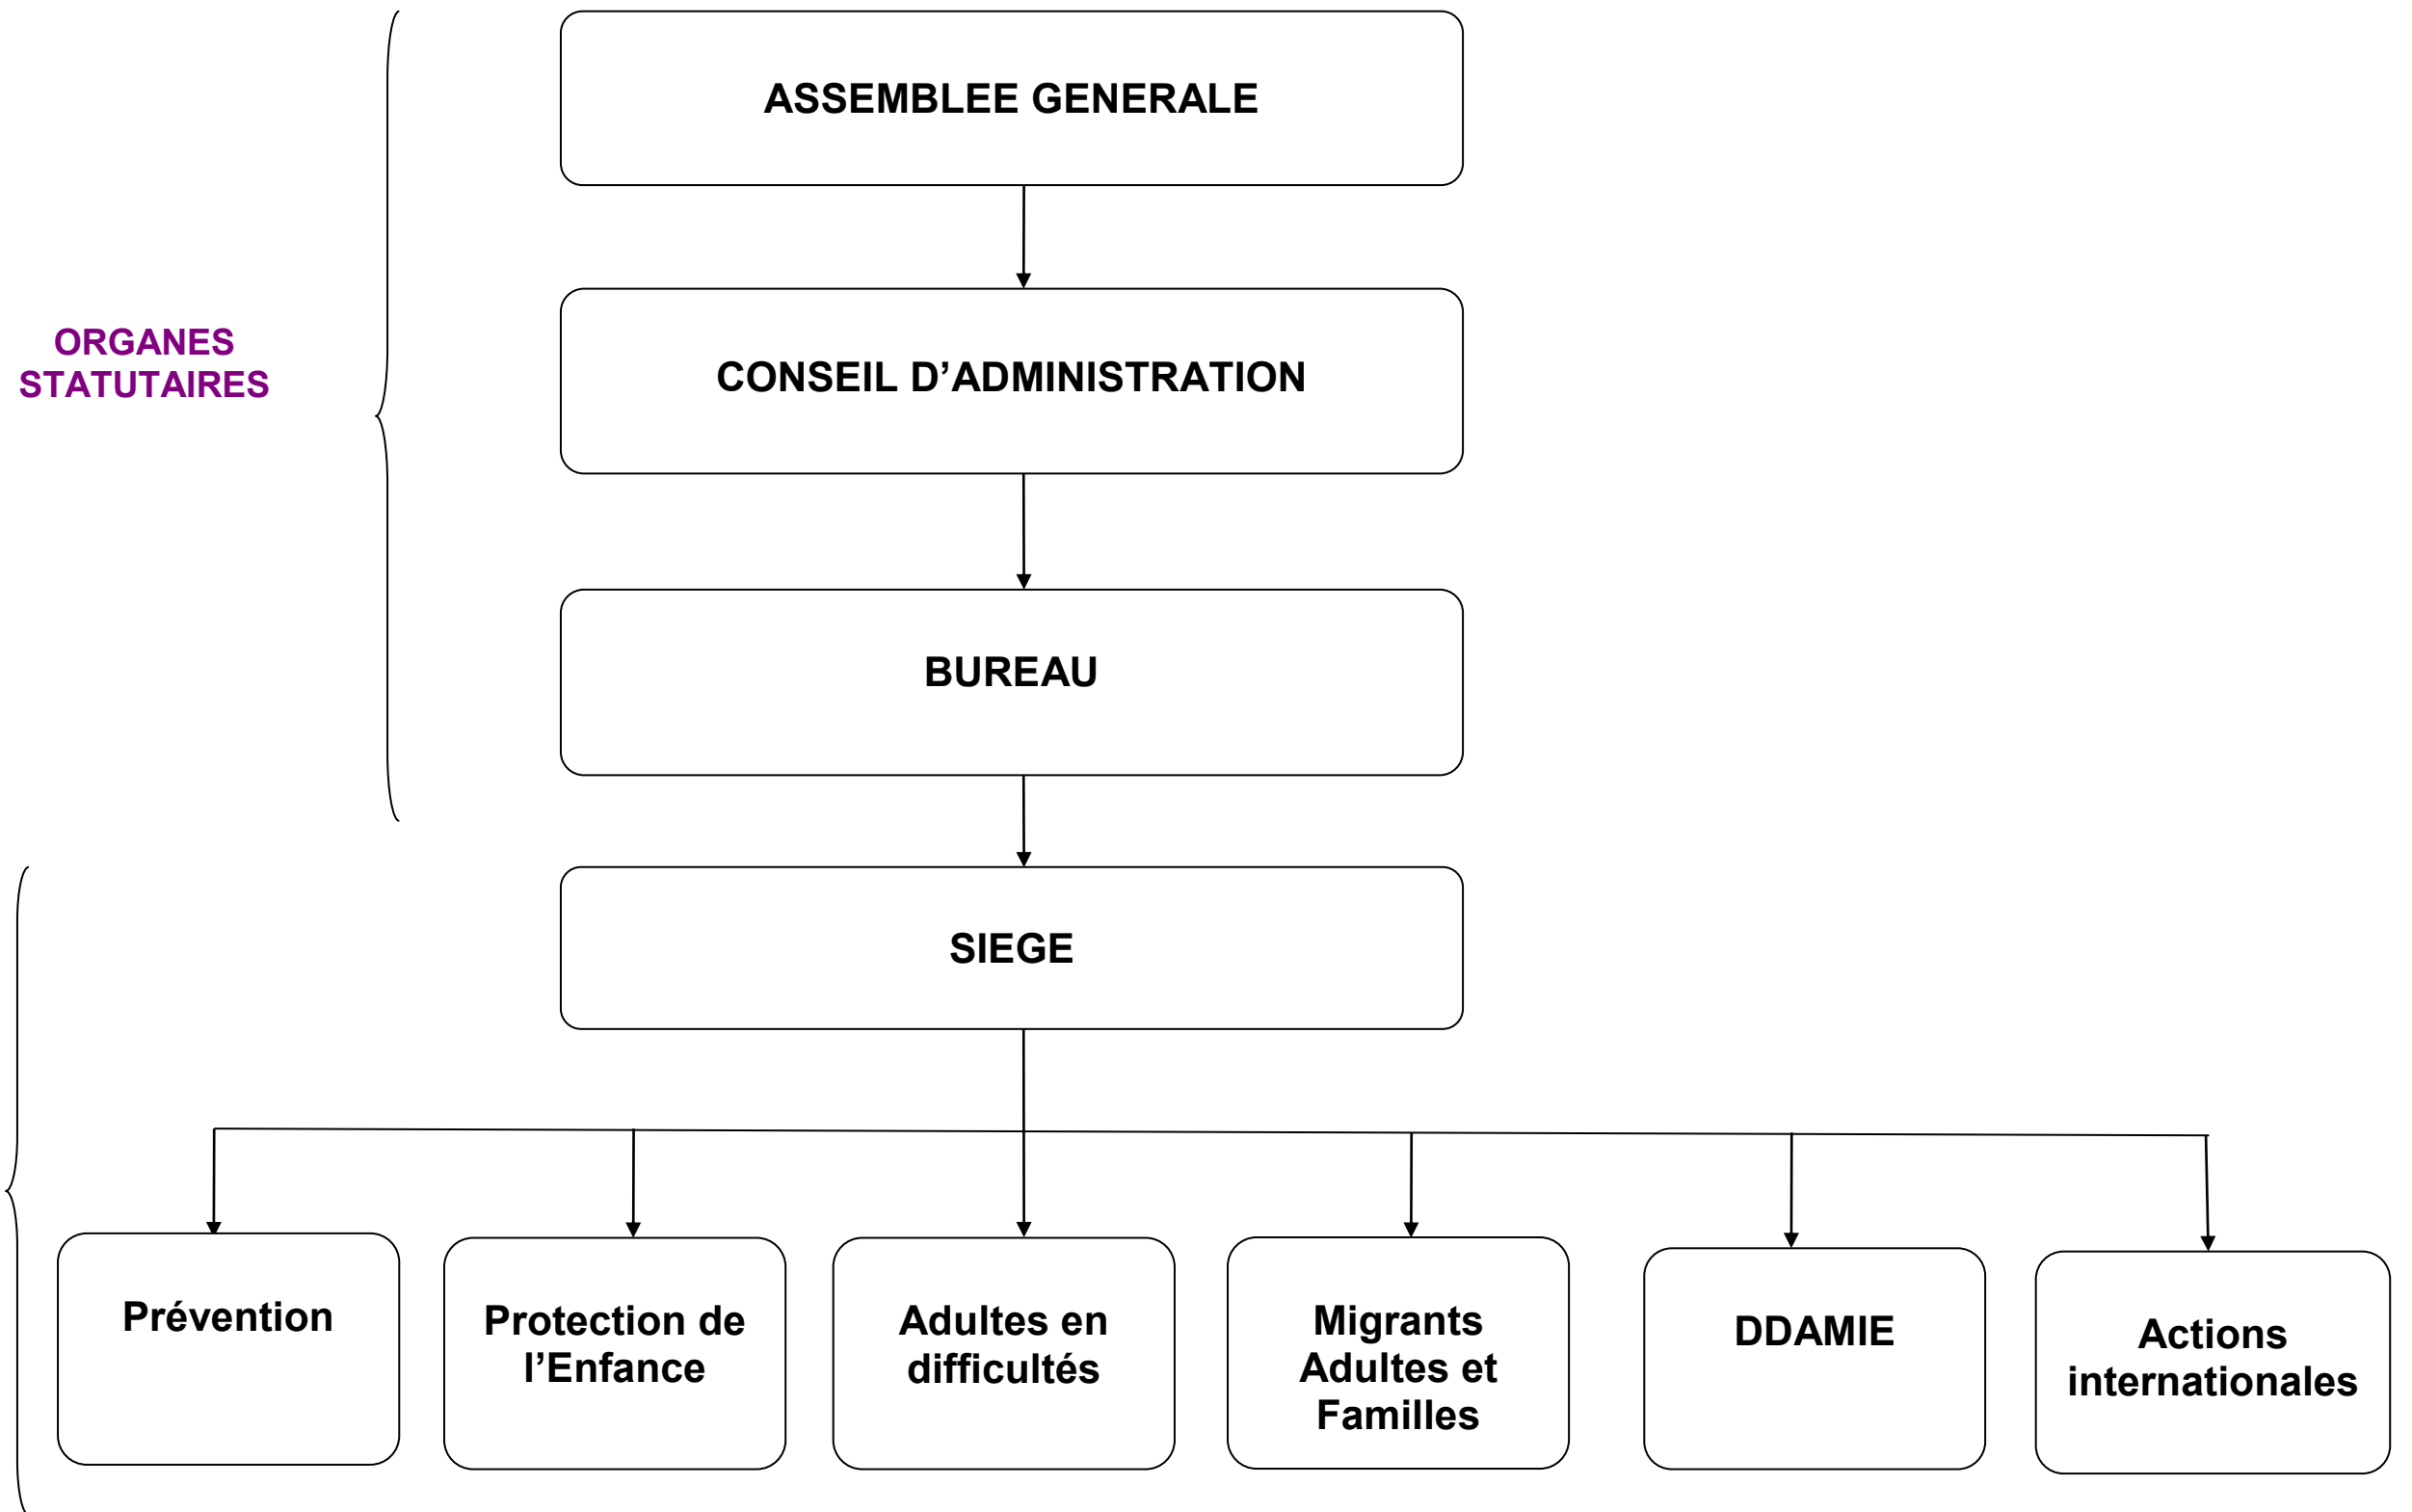 ASSEMBLEE GENERALE
ORGANES
STATUTAIRES
CONSEIL D’ADMINISTRATION
BUREAU
SIEGE
Prévention
Protection de
l’Enfance
Adultes en
difficultés
Migrants
Adultes et
Familles
DDAMIE
Actions
internationales